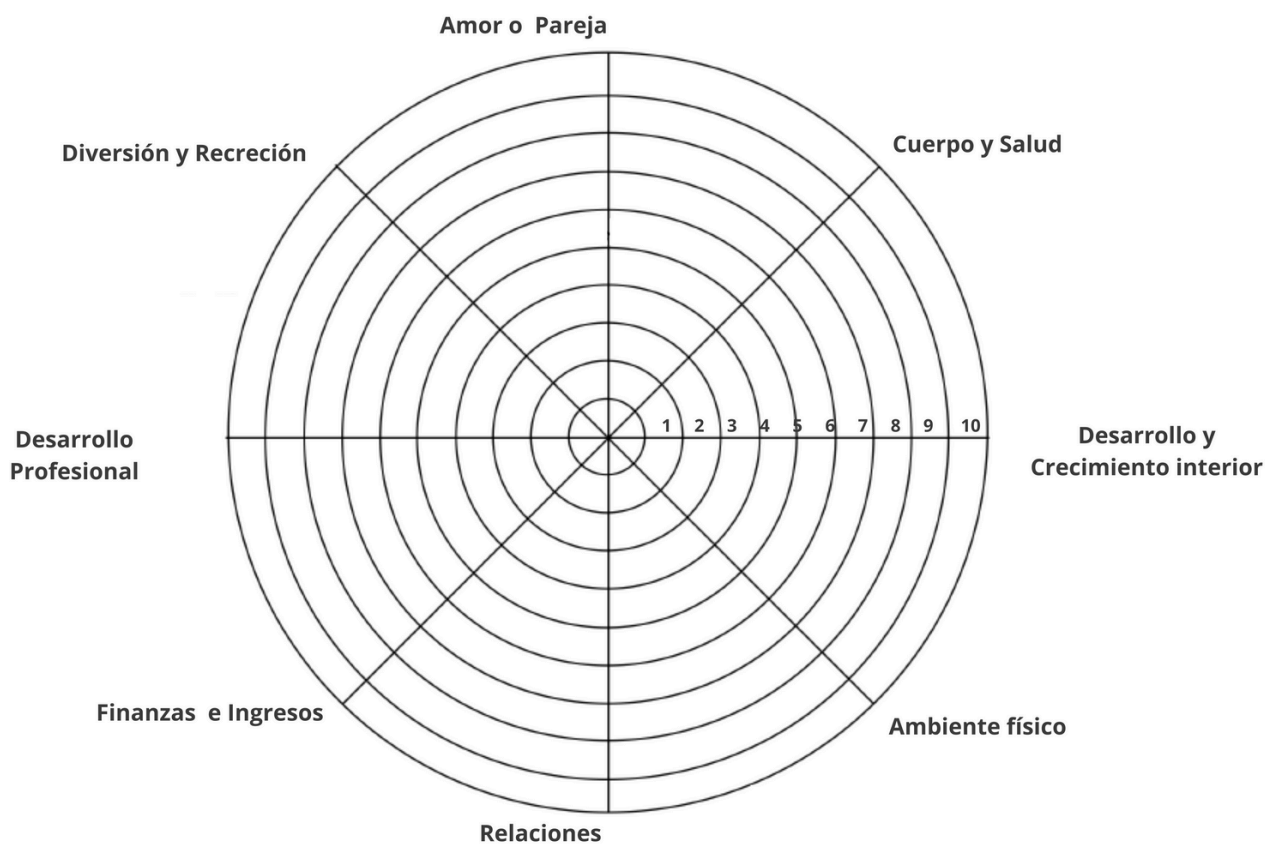 Amor o  Pareja
Cuerpo y Salud
Diversión y Recreción
1 2 3 4 5 6 7 8 9 10
Desarrollo
Profesional
Desarrollo y
Crecimiento interior
Finanzas  e Ingresos
Ambiente físico
Relaciones